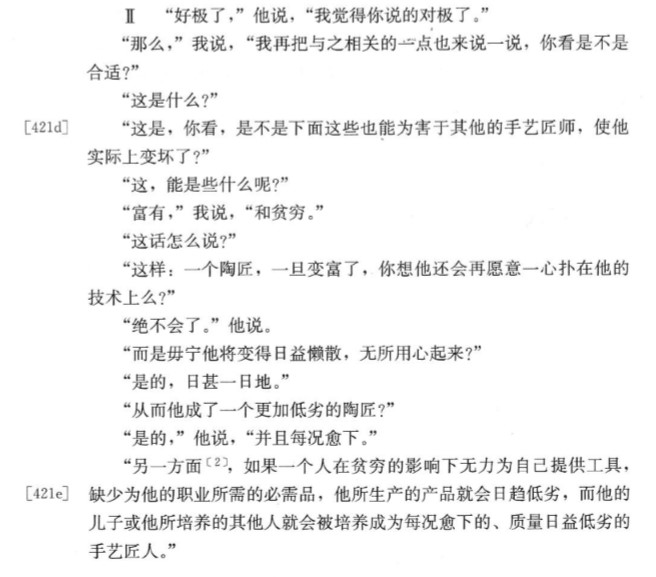 Ⅱ “好极了，”他说，“我觉得你说的对极了。”
“那么，”我说，“我再把与之相关的一点也来说一说，你看是不是
合适?”
“这是什么?”
[421d] “这是，你看，是不是下面这些也能为害于其他的手艺匠师，使他
实际上变坏了?”
“这，能是些什么呢?”
“富有，”我说，“和贫穷。”
“这话怎么说?”
“这样：一个陶匠，一旦变富了，你想他还会再愿意一心扑在他的
技术上么?”
“绝不会了。”他说。
“而是毋宁他将变得日益懒散，无所用心起来?”
“是的，日甚一日地。”
“从而他成了一个更加低劣的陶匠?”
“是的，”他说，“并且每况愈下。”
“另一方面〔2〕，如果一个人在贫穷的影响下无力为自己提供工具，
[421e] 缺少为他的职业所需的必需品，他所生产的产品就会日趋低劣，而他的
儿子或他所培养的其他人就会被培养成为每况愈下的、质量日益低劣的
手艺匠人。”